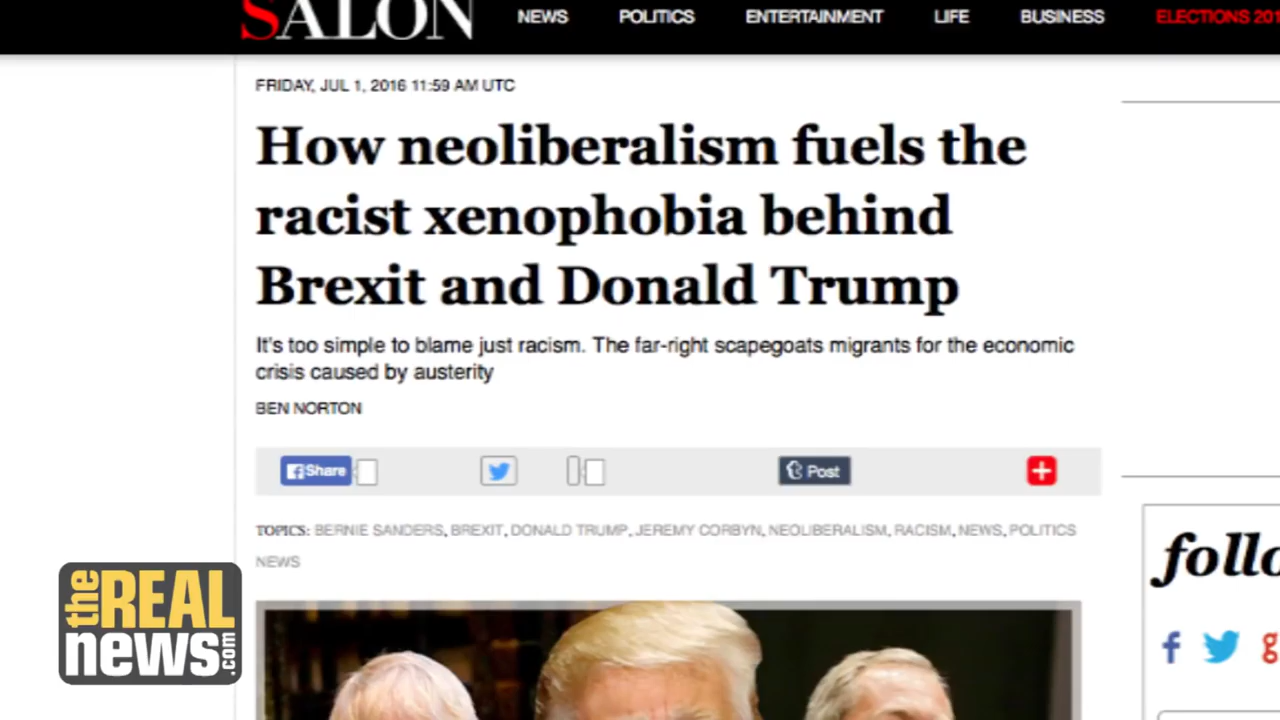 SALON
NEWS POLITICS ENTERTAINMENT LIFE BUSINESS ELECTIONS 201
FRIDAY, JUL 1, 2016 11:59 AM UTC
How neoliberalism fuels the
racist xenophobia behind
Brexit and Donald Trump
It's too simple to blame just racism. The far-right scapegoats migrants for the economic
crisis caused by austerity
BEN NORTON
Share
Post
TOPICS: BERNIE SANDERS, BREXIT, DONALD TRUMP, JEREMY CORBYN, NEOLIBERALISM, RACISM, NEWS, POLITICS
NEWS
follo
the REAL
news.com